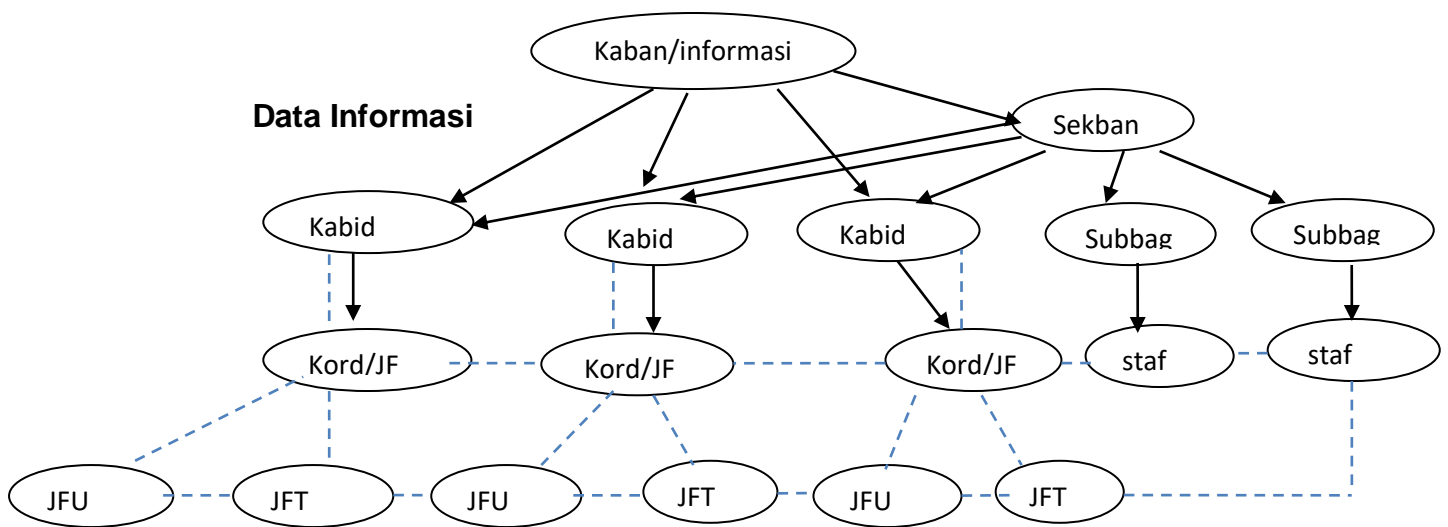 Kaban/informasi
Data Informasi
Sekban
Kabid
Kabid
Kabid
Subbag
Subbag
Kord/JF
Kord/JF
Kord/JF
staf
staf
JFU
JFT
JFU
JFT
JFU
JFT